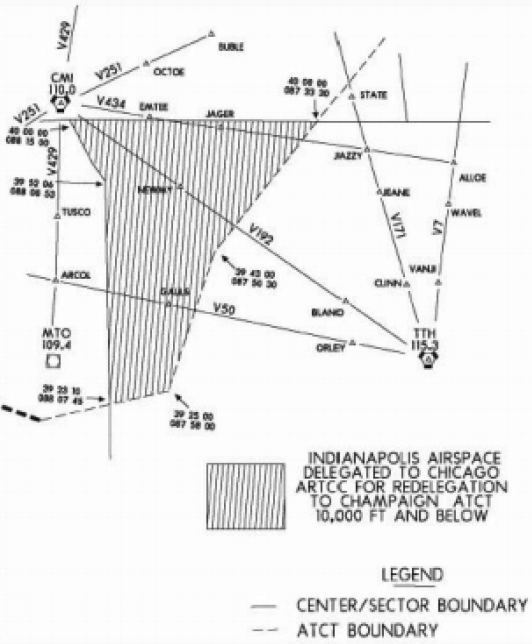 V429
BUBLE
V251
OCTOE
CMI
110.0
V434
EMTEE
JAGER
40 08 00
087 33 30
STATE
V251
40 00 00
088 15 00
V429
JIAZZY
ALLOE
39 52 06
088 08 53
NEWMY
JEANE
WAVEL
TUSCO
V192
V171
V7
39 43 00
087 50 30
ARCOL
GAULS
V50
CLINN
VANJI
BLAND
MTO
109.4
ORLEY
TTH
115.3
39 23 10
088 07 45
39 25 00
087 58 00
INDIANAPOLIS AIRSPACE
DELEGATED TO CHICAGO
ARTCC FOR REDELEGATION
TO CHAMPAIGN ATCT
10,000 FT AND BELOW
LEGEND
CENTER/SECTOR BOUNDARY
ATCT BOUNDARY